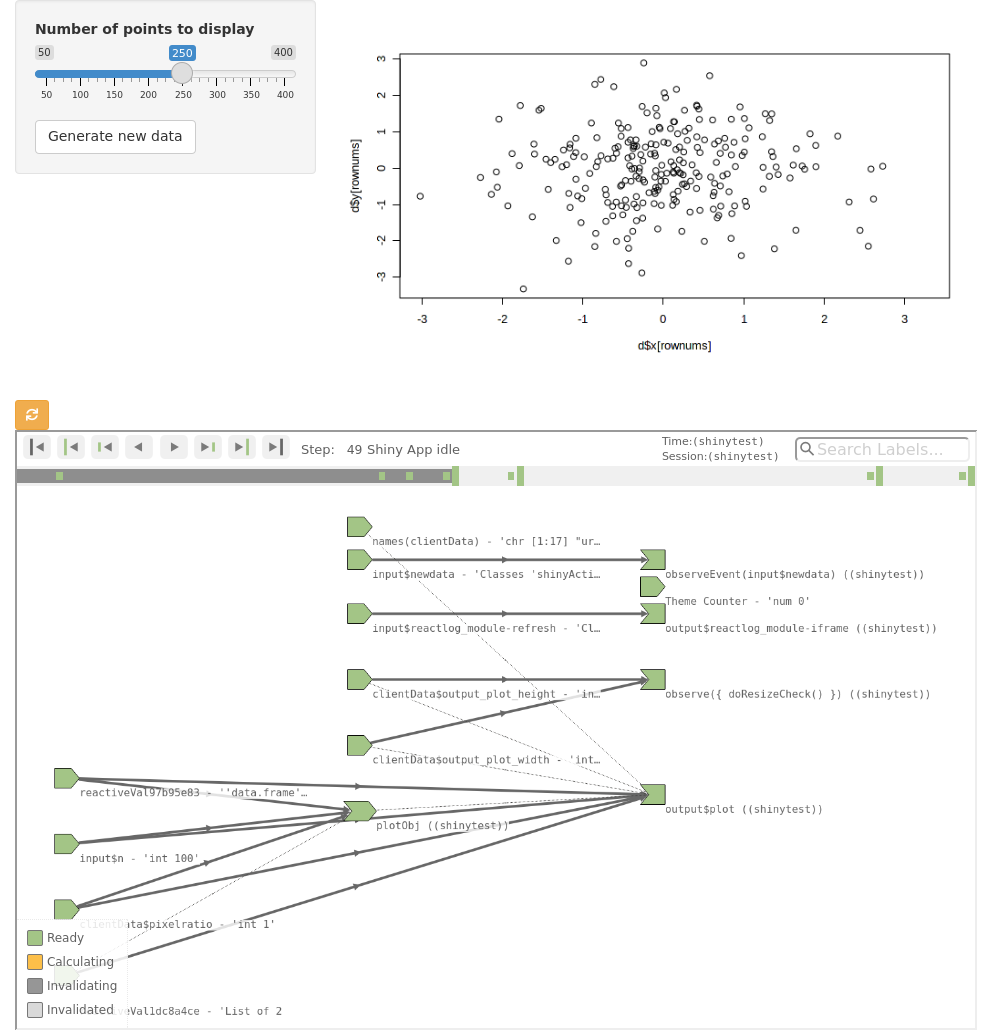 Number of points to display
50 250 400
50 100 150 200 250 300 350 400
Generate new data
d$y[rownums]
3
2
1
0
-1
-2
-3
-3 -2 -1 0 1 2 3
d$x[rownums]
Step: 49 Shiny App idle
Time:(shinytest)
Session:(shinytest)
Search Labels…
names(clientData) - 'chr [1:17] "ur…
input$newdata - 'Classes 'shinyActi…
observeEvent(input$newdata) ((shinytest))
Theme Counter - 'num 0'
input$reactlog_module-refresh - 'Cl…
output$reactlog_module-iframe ((shinytest))
clientData$output_plot_height - 'in…
observe({ doResizeCheck() }) ((shinytest))
clientData$output_plot_width - 'int…
reactiveVal97b95e83 - ''data.frame'…
output$plot ((shinytest))
plotObj ((shinytest))
input$n - 'int 100'
clientData$pixelratio - 'int 1'
Ready
Calculating
Invalidating
Invalidated
veVal1dc8a4ce - 'List of 2